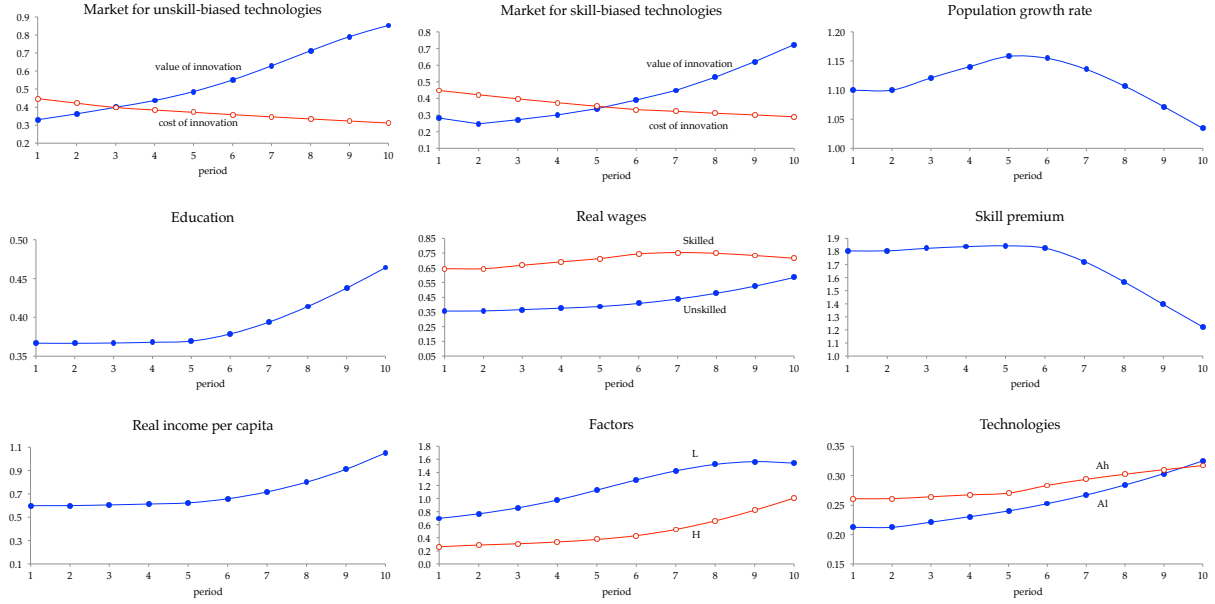 Market for unskill-biased technologies
0.9
0.8
0.7
0.6
0.5
0.4
0.3
0.2
value of innovation
cost of innovation
1 2 3 4 5 6 7 8 9 10
period
Market for skill-biased technologies
0.8
0.7
0.6
0.5
0.4
0.3
0.2
0.1
value of innovation
cost of innovation
1 2 3 4 5 6 7 8 9 10
period
Population growth rate
1.20
1.15
1.10
1.05
1.00
1 2 3 4 5 6 7 8 9 10
period
Education
0.50
0.45
0.40
0.35
1 2 3 4 5 6 7 8 9 10
period
Real wages
0.85
0.75
0.65
0.55
0.45
0.35
0.25
0.15
0.05
Skilled
Unskilled
1 2 3 4 5 6 7 8 9 10
period
Skill premium
1.9
1.8
1.7
1.6
1.5
1.4
1.3
1.2
1.1
1.0
1 2 3 4 5 6 7 8 9 10
period
Real income per capita
1.1
0.9
0.7
0.5
0.3
0.1
1 2 3 4 5 6 7 8 9 10
period
Factors
1.8
1.6
1.4
1.2
1.0
0.8
0.6
0.4
0.2
0.0
L
H
1 2 3 4 5 6 7 8 9 10
period
Technologies
0.35
0.30
0.25
0.20
0.15
Ah
Al
1 2 3 4 5 6 7 8 9 10
period